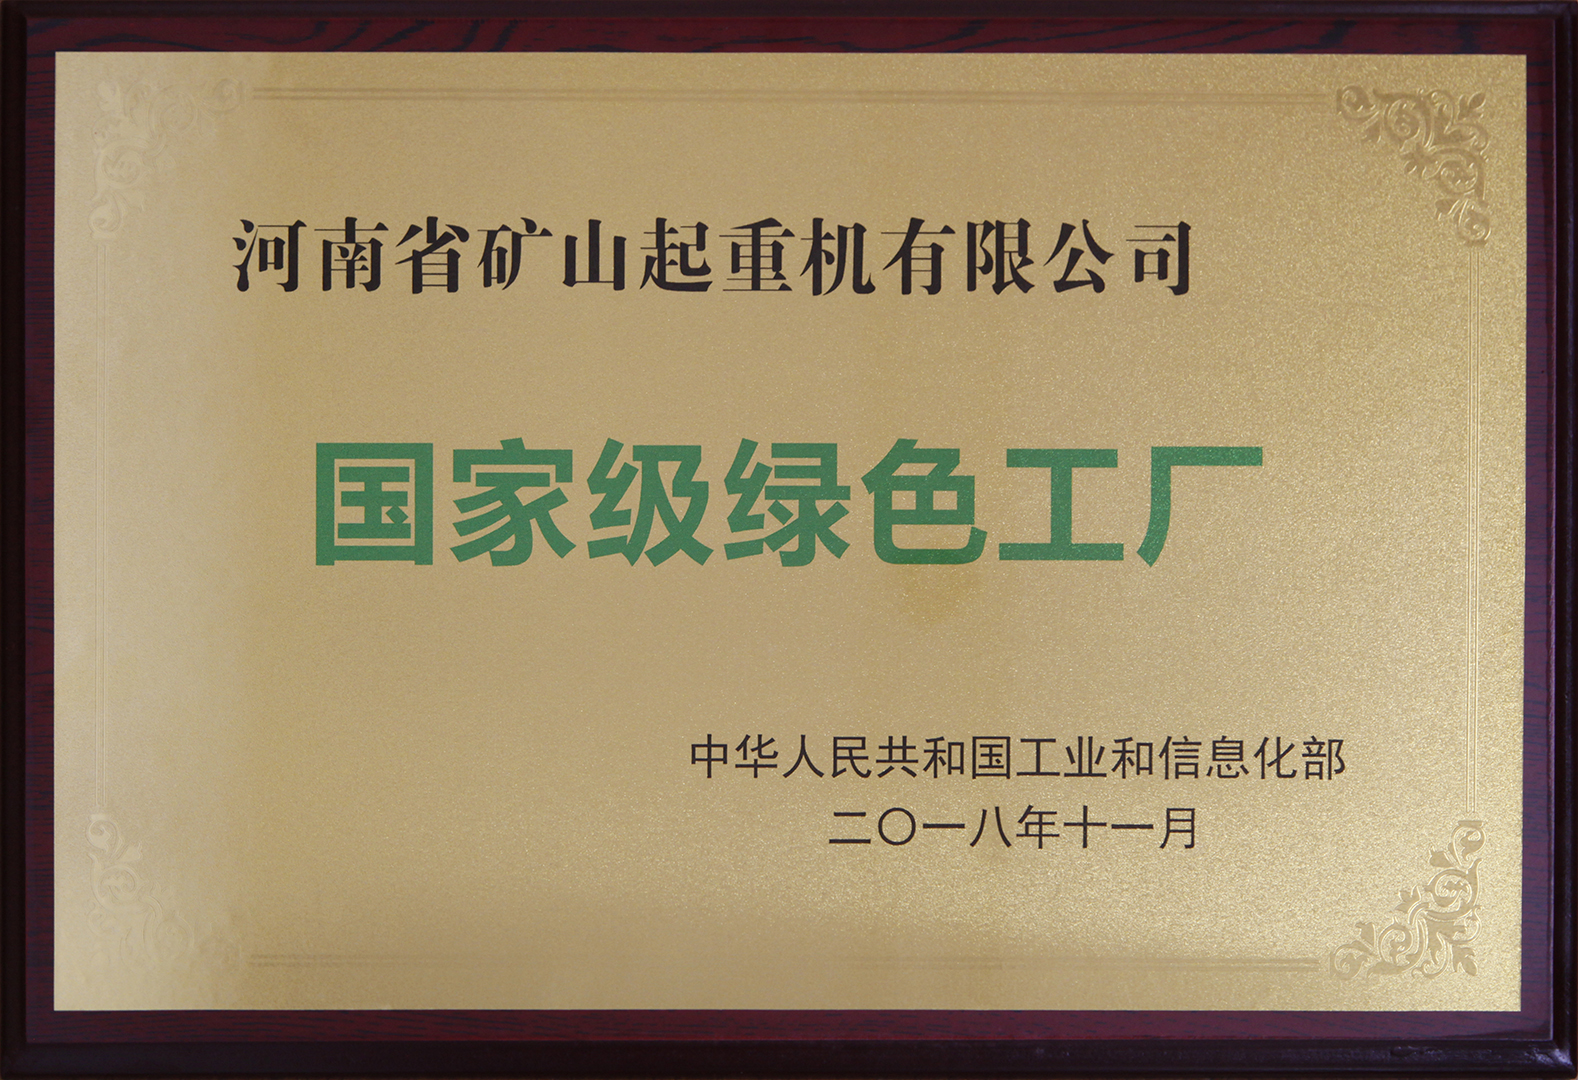 河南省矿山起重机有限公司
国家级绿色工厂
中华人民共和国工业和信息化部
二〇一八年十一月